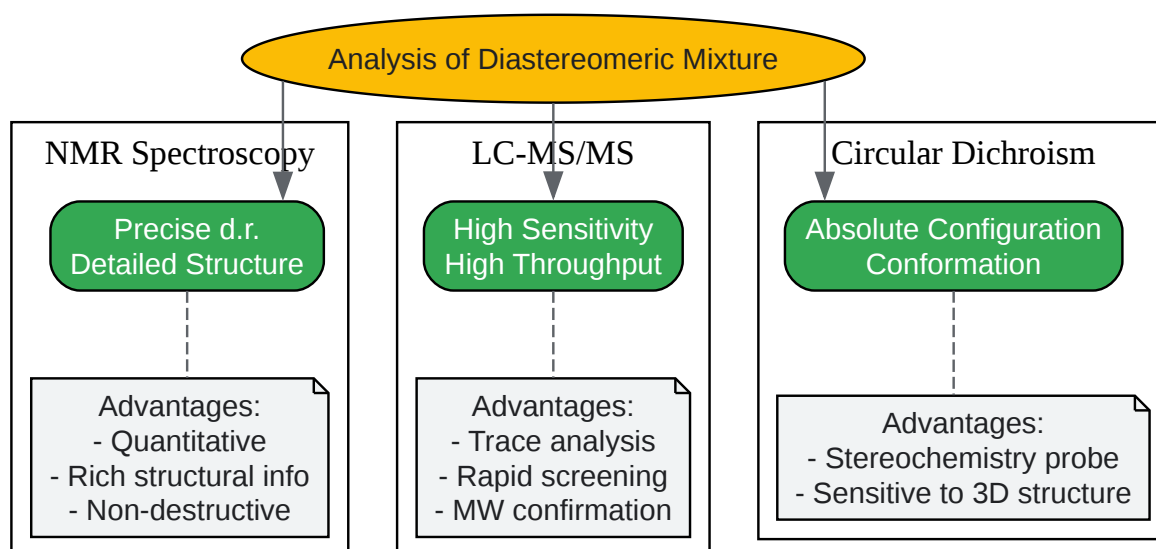 Analysis of Diastereomeric Mixture
NMR Spectroscopy
Precise d.r.
Detailed Structure
Advantages:
- Quantitative
- Rich structural info
- Non-destructive
LC-MS/MS
High Sensitivity
High Throughput
Advantages:
- Trace analysis
- Rapid screening
- MW confirmation
Circular Dichroism
Absolute Configuration
Conformation
Advantages:
- Stereochemistry probe
- Sensitive to 3D structure